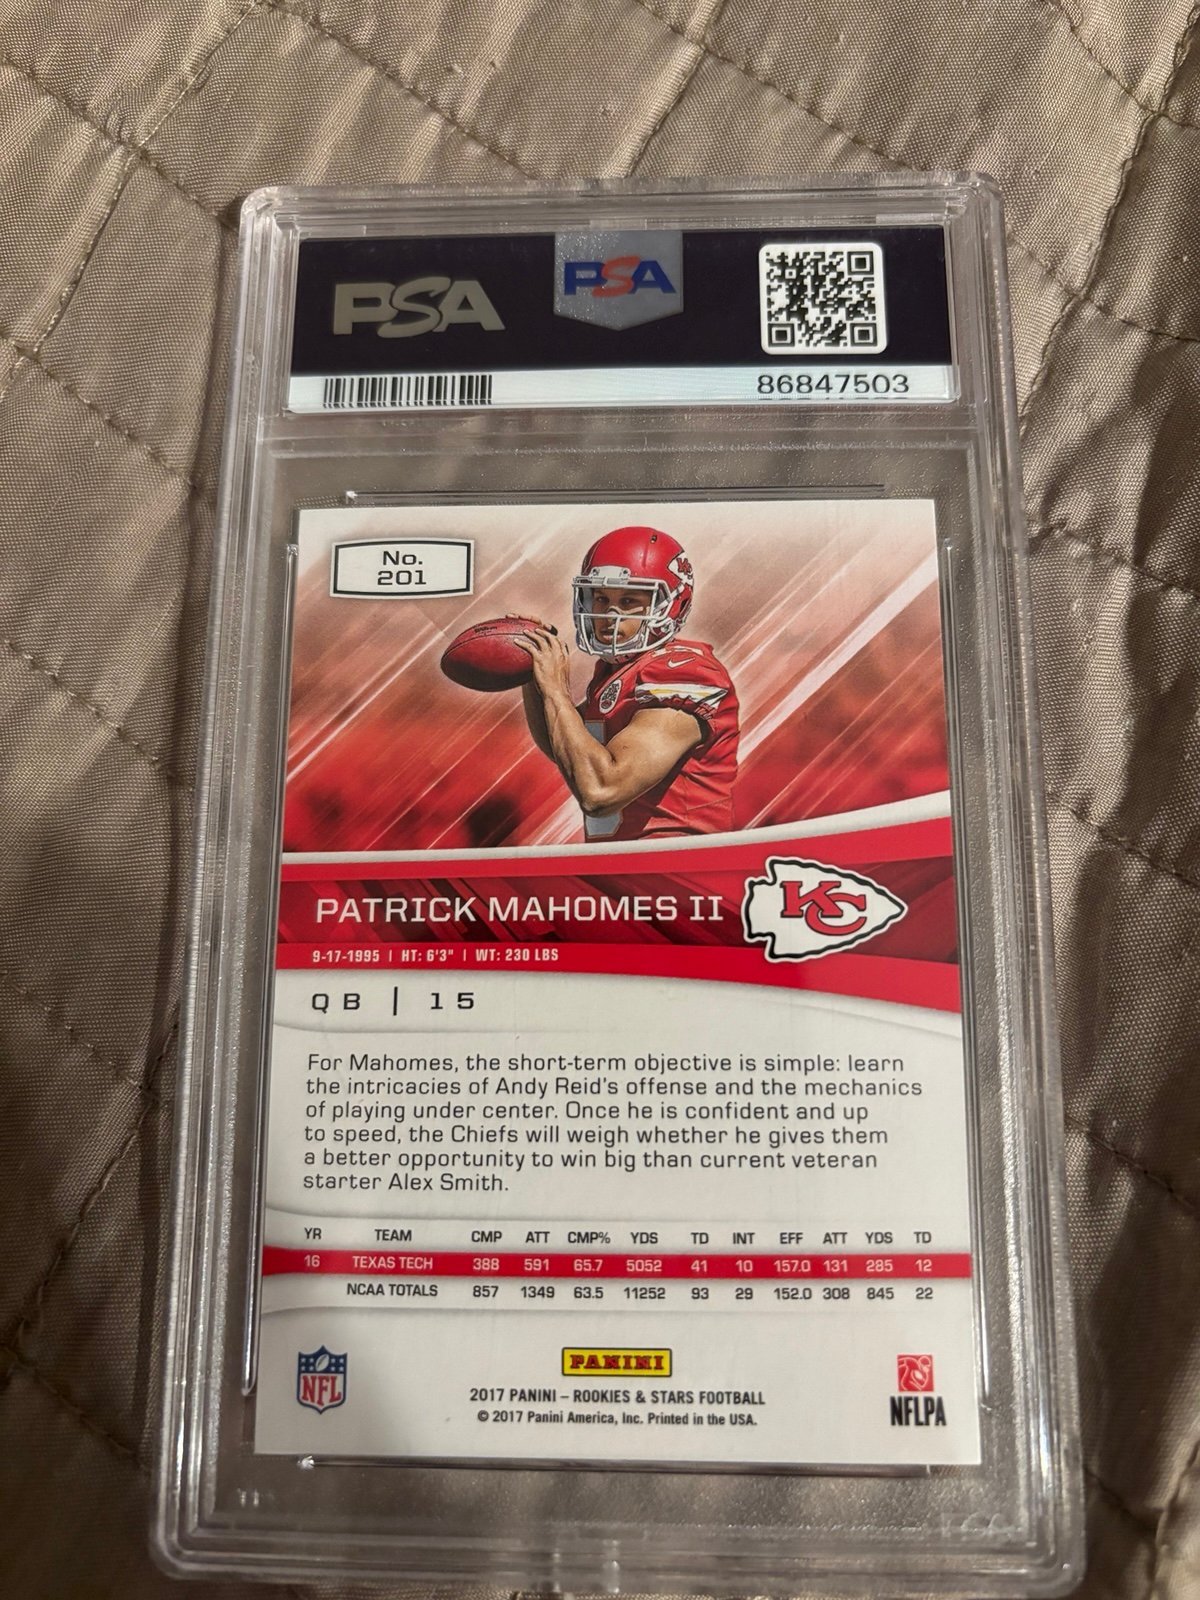 PSA
PSA
86847503
No.
201
KC
PATRICK MAHOMES II
KC
9-17-1995 | HT: 6'3" | WT: 230 LBS
QB | 15
For Mahomes, the short-term objective is simple: learn
the intricacies of Andy Reid's offense and the mechanics
of playing under center. Once he is confident and up
to speed, the Chiefs will weigh whether he gives them
a better opportunity to win big than current veteran
starter Alex Smith.
YR TEAM CMP ATT CMP% YDS TD INT EFF ATT YDS TD
16 TEXAS TECH 388 591 65.7 5052 41 10 157.0 131 285 12
NCAA TOTALS 857 1349 63.5 11252 93 29 152.0 308 845 22
NFL
PANINI
2017 PANINI – ROOKIES & STARS FOOTBALL
© 2017 Panini America, Inc. Printed in the USA.
NFLPA